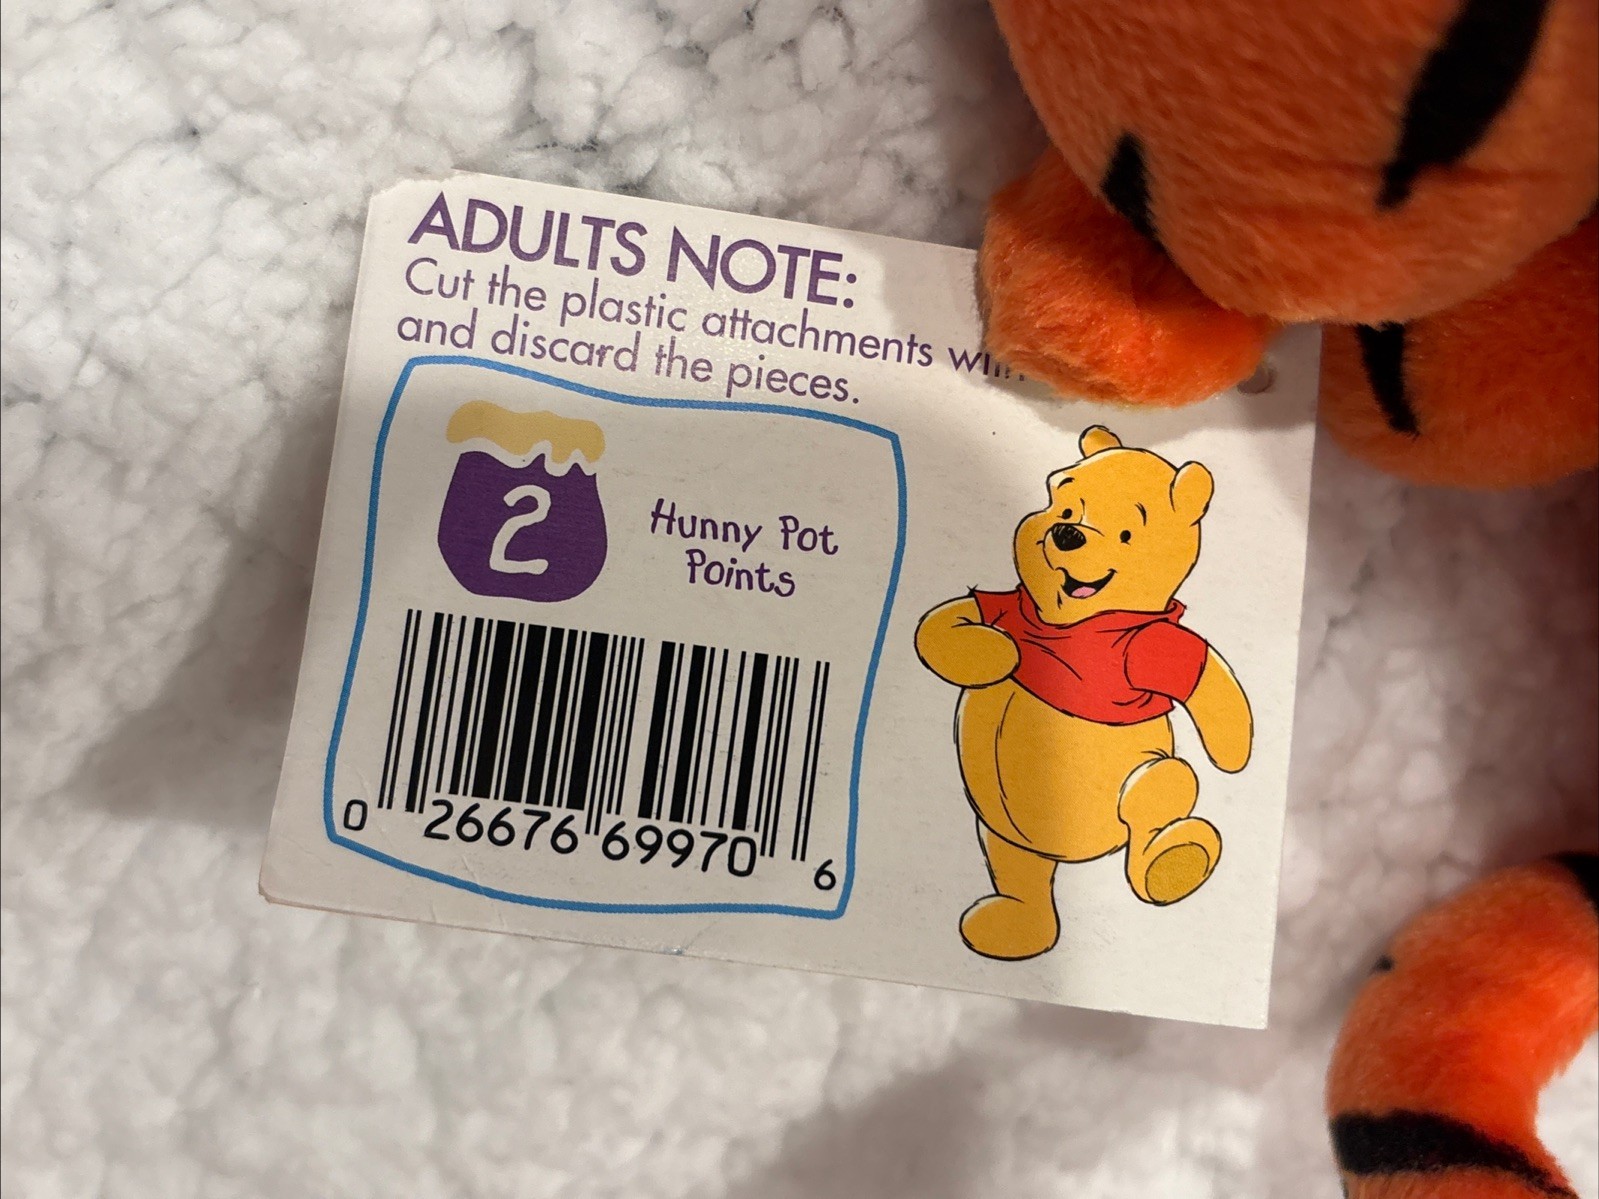 ADULTS NOTE:
Cut the plastic attachments
and discard the pieces.
2
Hunny Pot
Points
0 26676 69970 6